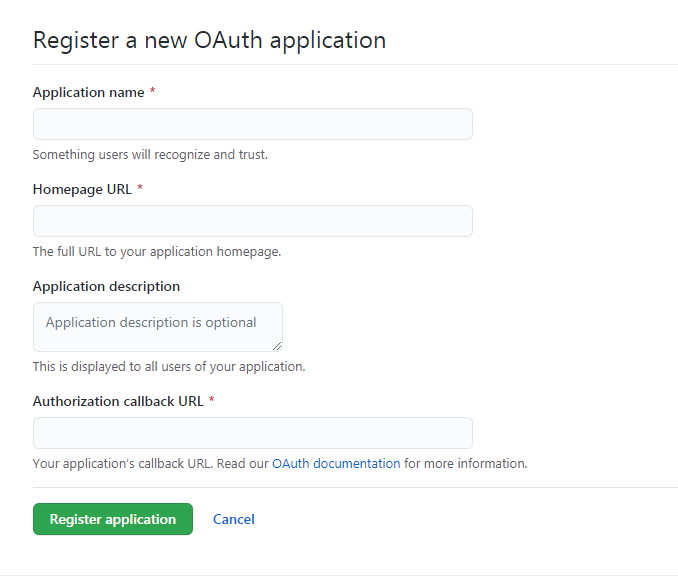 Register a new OAuth application
Application name *
Something users will recognize and trust.
Homepage URL *
The full URL to your application homepage.
Application description
Application description is optional
This is displayed to all users of your application.
Authorization callback URL *
Your application's callback URL. Read our OAuth documentation for more information.
Register application Cancel